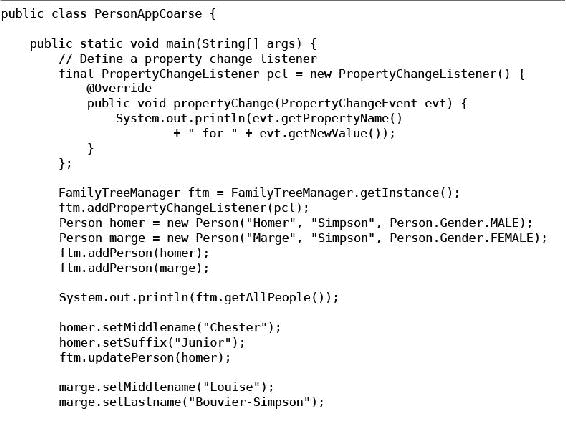 public class PersonAppCoarse {
public static void main(String[] args) {
// Define a property change listener
final PropertyChangeListener pcl = new PropertyChangeListener() {
@Override
public void propertyChange(PropertyChangeEvent evt) {
System.out.println(evt.getPropertyName()
+ " for " + evt.getNewValue());
}
};
FamilyTreeManager ftm = FamilyTreeManager.getInstance();
ftm.addPropertyChangeListener(pcl);
Person homer = new Person("Homer", "Simpson", Person.Gender.MALE);
Person marge = new Person("Marge", "Simpson", Person.Gender.FEMALE);
ftm.addPerson(homer);
ftm.addPerson(marge);
System.out.println(ftm.getAllPeople());
homer.setMiddlename("Chester");
homer.setSuffix("Junior");
ftm.updatePerson(homer);
marge.setMiddlename("Louise");
marge.setLastname("Bouvier-Simpson");